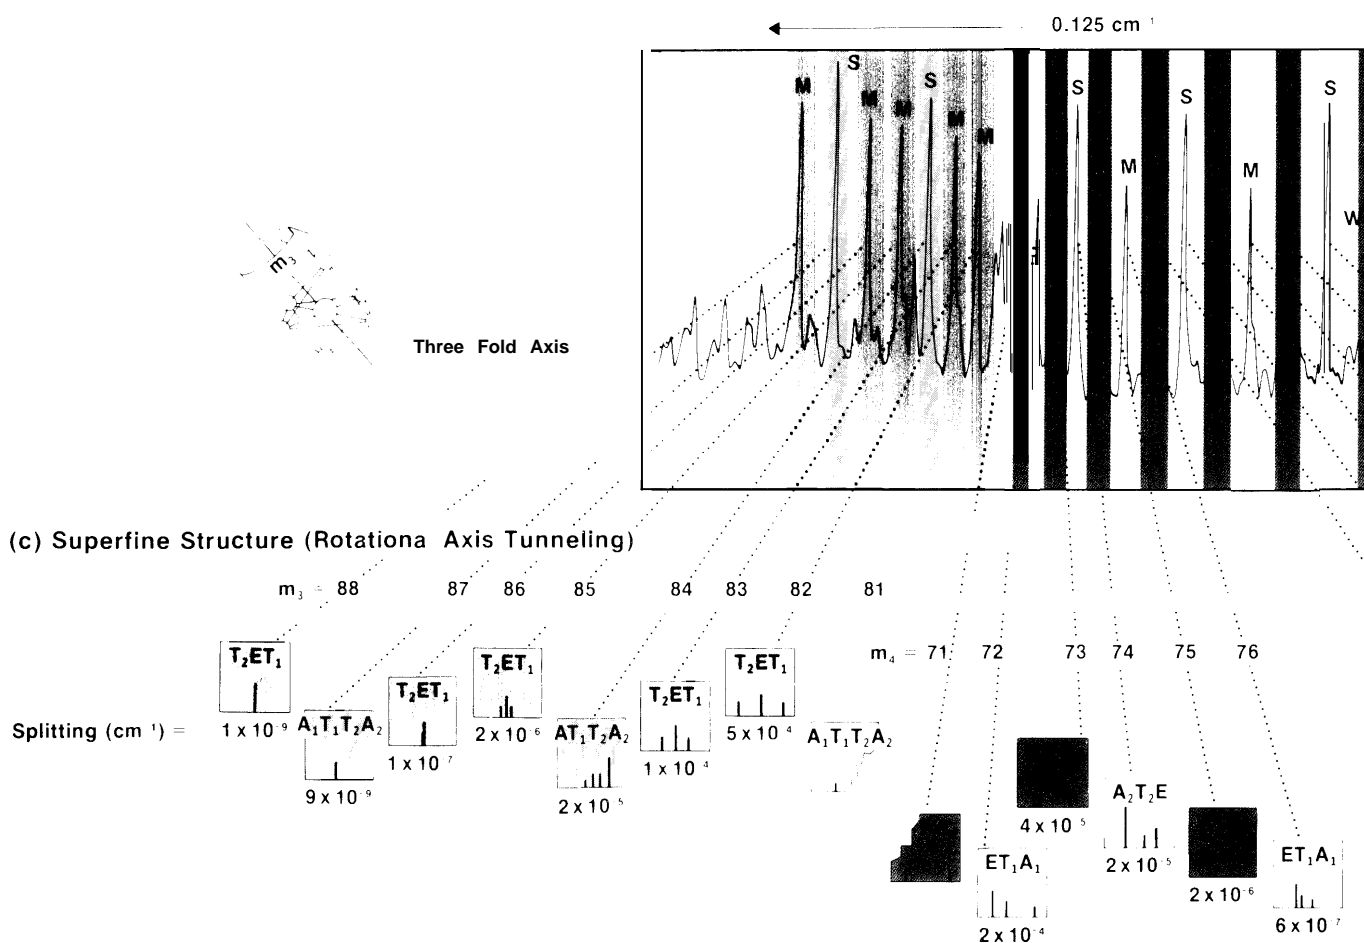 0.125 cm ¹
S
M
S
M
M
M
M
S
S
S
M
M
W
m₃
Three Fold Axis
(c) Superfine Structure (Rotationa Axis Tunneling)
m₃ = 88 87 86 85 84 83 82 81
m₄ = 71 72 73 74 75 76
T₂ET₁
A₁T₁T₂A₂
T₂ET₁
T₂ET₁
AT₁T₂A₂
T₂ET₁
T₂ET₁
A₁T₁T₂A₂
Splitting (cm⁻¹) =
1 x 10⁻⁹
9 x 10⁻⁹
1 x 10⁻⁷
2 x 10⁻⁶
2 x 10⁻⁵
1 x 10⁻⁴
5 x 10⁻⁴
ET₁A₁
2 x 10⁻⁴
4 x 10⁻⁵
A₂T₂E
2 x 10⁻⁵
2 x 10⁻⁶
ET₁A₁
6 x 10⁻⁷